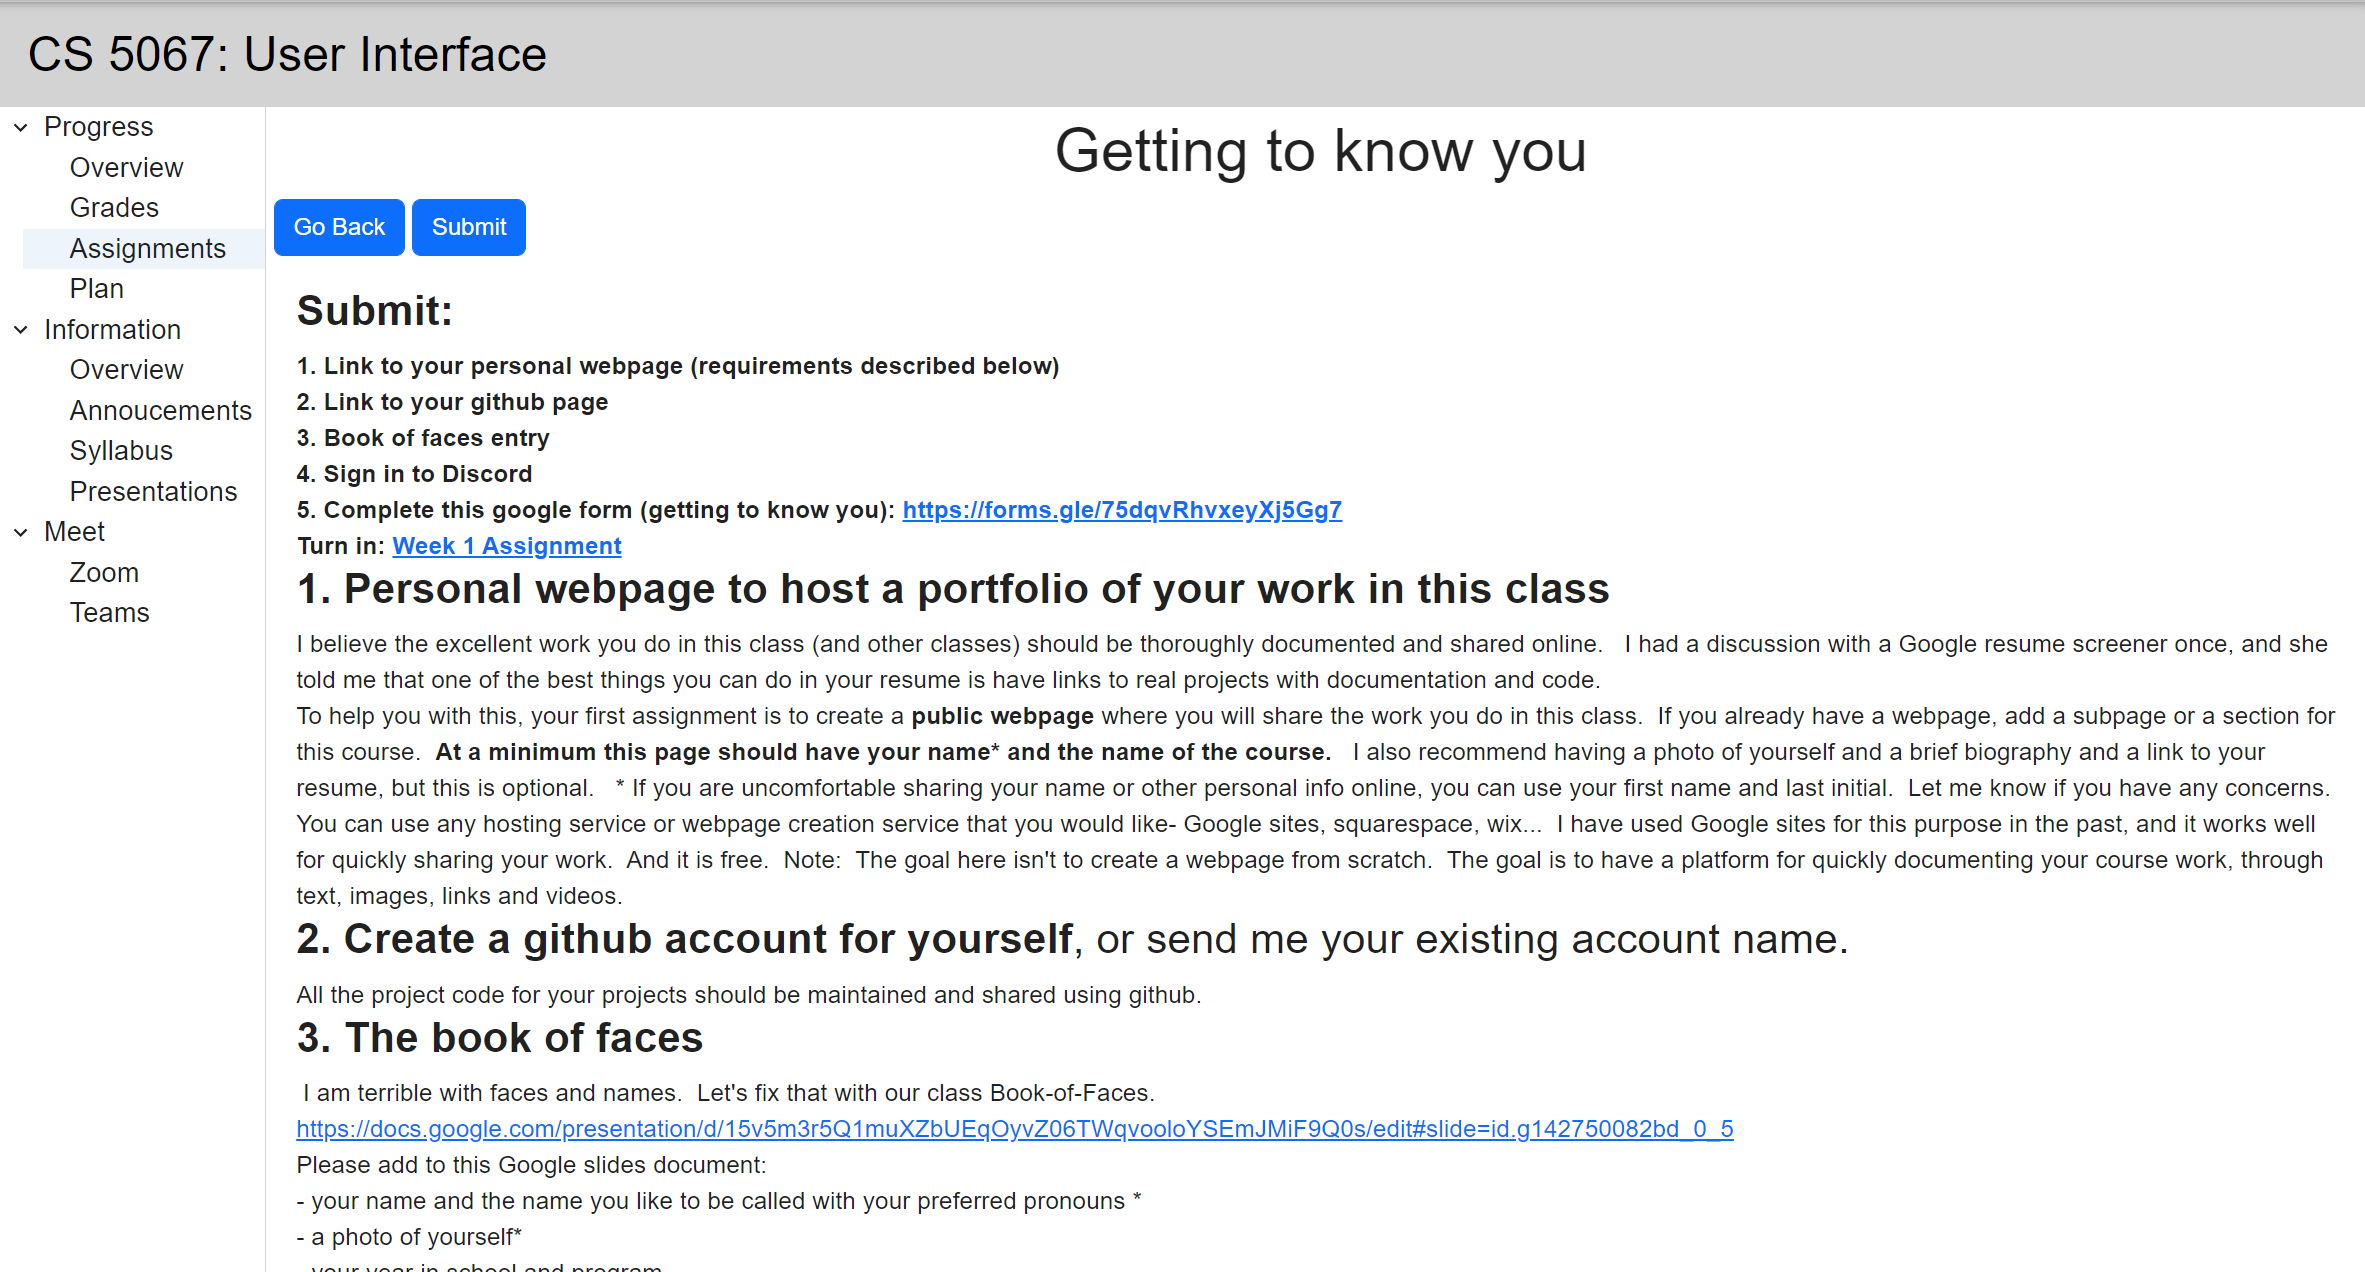 CS 5067: User Interface
Progress
Overview
Grades
Assignments
Plan
Information
Overview
Annoucements
Syllabus
Presentations
Meet
Zoom
Teams
Getting to know you
Go Back
Submit
Submit:
1. Link to your personal webpage (requirements described below)
2. Link to your github page
3. Book of faces entry
4. Sign in to Discord
5. Complete this google form (getting to know you): https://forms.gle/75dqvRhvxeyXj5Gg7
Turn in: Week 1 Assignment
1. Personal webpage to host a portfolio of your work in this class
I believe the excellent work you do in this class (and other classes) should be thoroughly documented and shared online.   I had a discussion with a Google resume screener once, and she
told me that one of the best things you can do in your resume is have links to real projects with documentation and code.
To help you with this, your first assignment is to create a public webpage where you will share the work you do in this class.  If you already have a webpage, add a subpage or a section for
this course.  At a minimum this page should have your name* and the name of the course.   I also recommend having a photo of yourself and a brief biography and a link to your
resume, but this is optional.   * If you are uncomfortable sharing your name or other personal info online, you can use your first name and last initial.  Let me know if you have any concerns.
You can use any hosting service or webpage creation service that you would like- Google sites, squarespace, wix...  I have used Google sites for this purpose in the past, and it works well
for quickly sharing your work.  And it is free.  Note:  The goal here isn't to create a webpage from scratch.  The goal is to have a platform for quickly documenting your course work, through
text, images, links and videos.
2. Create a github account for yourself, or send me your existing account name.
All the project code for your projects should be maintained and shared using github.
3. The book of faces
I am terrible with faces and names.  Let's fix that with our class Book-of-Faces.
https://docs.google.com/presentation/d/15v5m3r5Q1muXZbUEqOyvZ06TWqvooloYSEmJMiF9Q0s/edit#slide=id.g142750082bd_0_5
Please add to this Google slides document:
- your name and the name you like to be called with your preferred pronouns *
- a photo of yourself*
- your year in school and program